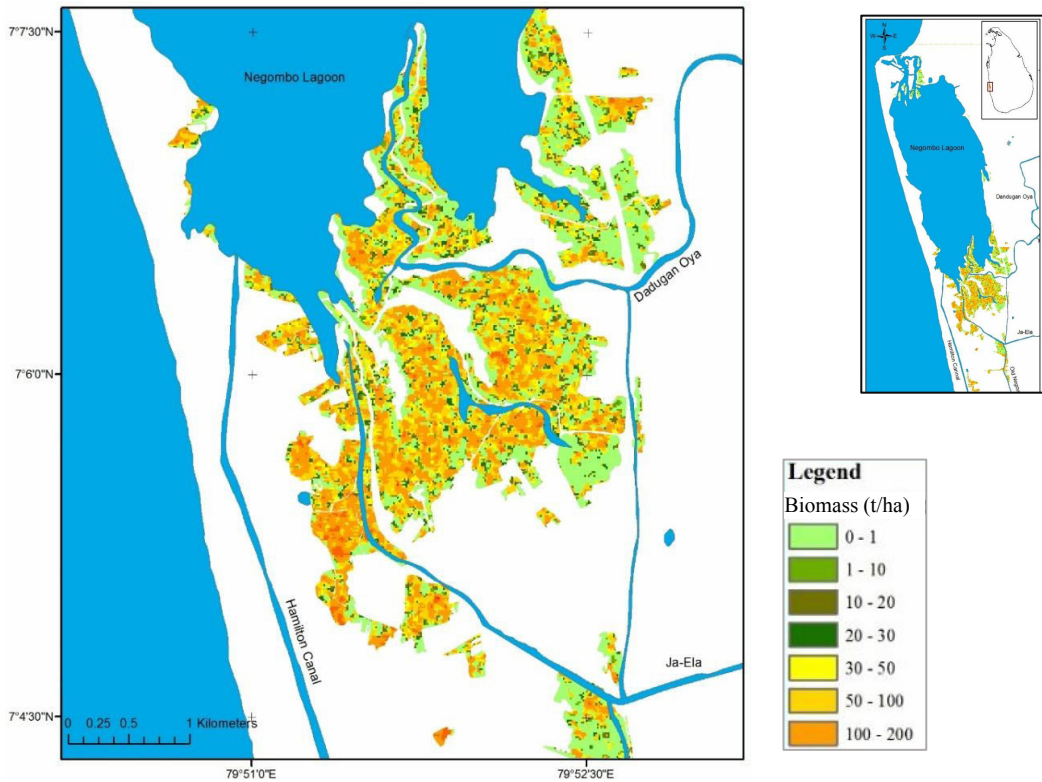 7°7'30"N
7°6'0"N
7°4'30"N
79°51'0"E
79°52'30"E
Negombo Lagoon
Dadugan Oya
Hamilton Canal
Ja-Ela
0 0.25 0.5 1 Kilometers
N
W E
S
Negombo Lagoon
Dandugan Oya
Ja-Ela
Hamilton Canal
Legend
Biomass (t/ha)
0 - 1
1 - 10
10 - 20
20 - 30
30 - 50
50 - 100
100 - 200